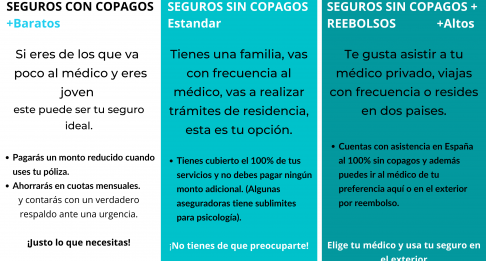 SEGUROS CON COPAGOS
+Baratos
Si eres de los que va
poco al médico y eres
joven
este puede ser tu seguro
ideal.
Pagarás un monto reducido cuando
uses tu póliza.
Ahorrarás en cuotas mensuales.
y contarás con un verdadero
respaldo ante una urgencia.
¡Justo lo que necesitas!
SEGUROS SIN COPAGOS
Estandar
Tienes una familia, vas
con frecuencia al
médico, vas a realizar
trámites de residencia,
esta es tu opción.
Tienes cubierto el 100% de tus
servicios y no debes pagar ningún
monto adicional. (Algunas
aseguradoras tiene sublimites
para psicología).
¡No tienes de que preocuparte!
SEGUROS SIN COPAGOS +
REEBOLSOS +Altos
Te gusta asistir a tu
médico privado, viajas
con frecuencia o resides
en dos paises.
Cuentas con asistencia en España
al 100% sin copagos y además
puedes ir al médico de tu
preferencia aquí o en el exterior
por reembolso.
Elige tu médico y usa tu seguro en
el exterior